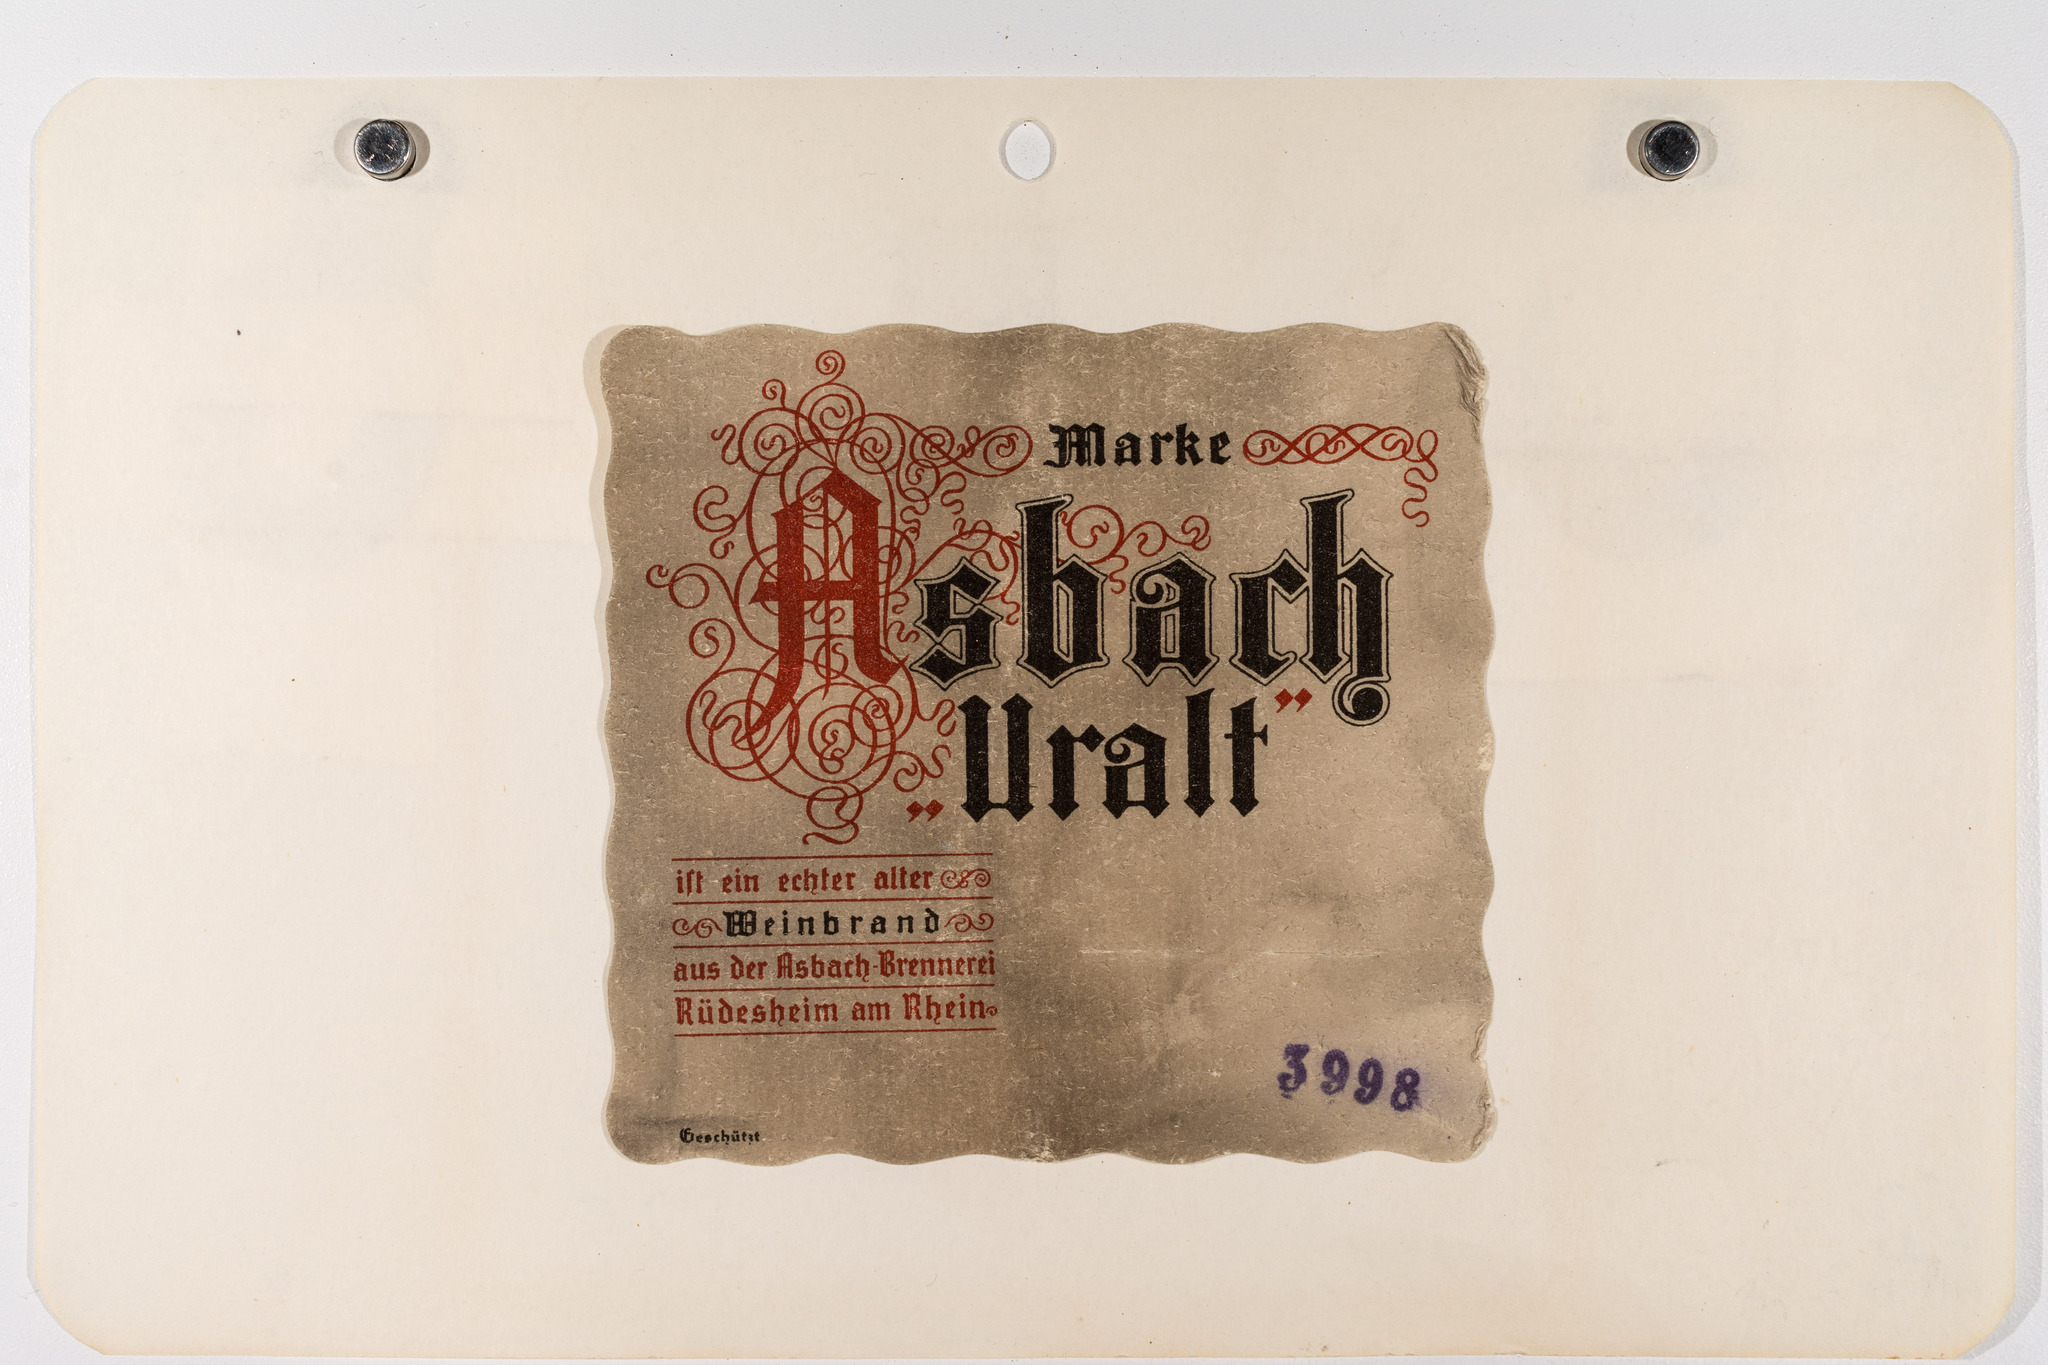 Marke
Asbach
„Uralt”
iſt ein echter alter
Weinbrand
aus der Asbach-Brennerei
Rüdesheim am Rhein
3998
Geschützt